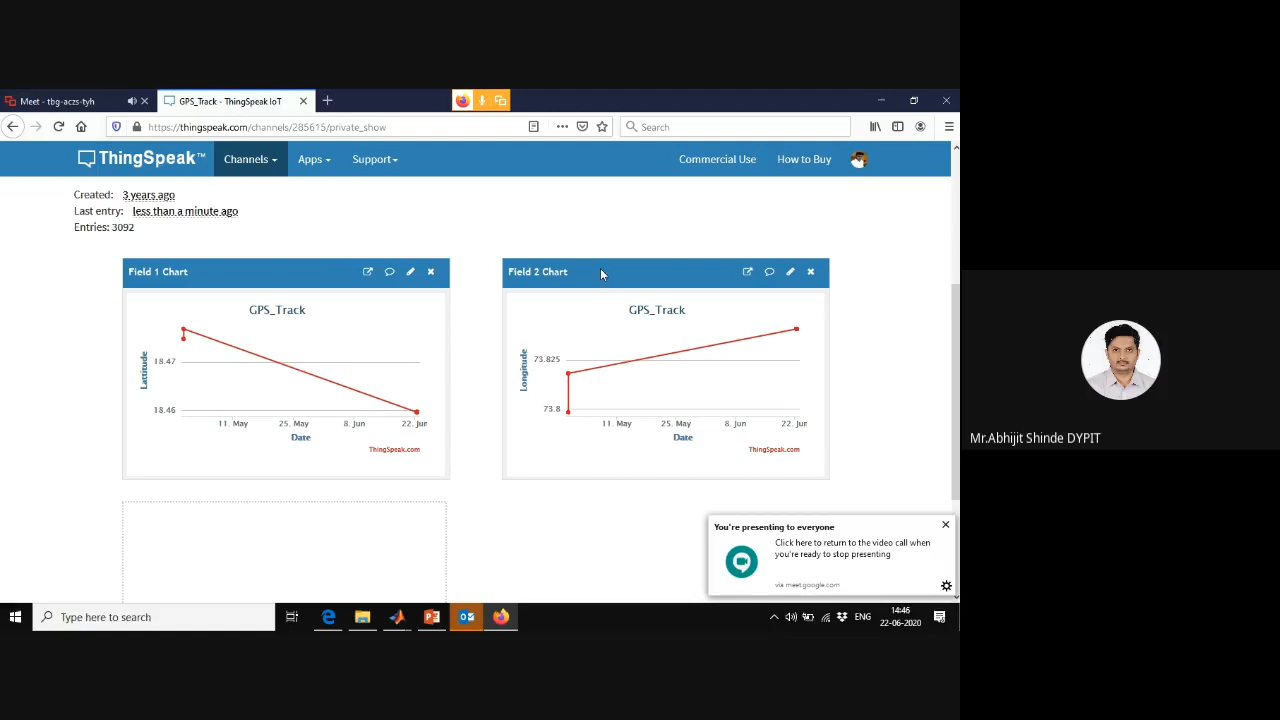 Meet - tbg-aczs-tyh
GPS_Track - ThingSpeak IoT
https://thingspeak.com/channels/285615/private_show
Search
ThingSpeak™
Channels
Apps
Support
Commercial Use
How to Buy
Created: 3 years ago
Last entry: less than a minute ago
Entries: 3092
Field 1 Chart
GPS_Track
Lattitude
18.47
18.46
11. May
25. May
8. Jun
22. Jun
Date
ThingSpeak.com
Field 2 Chart
GPS_Track
Longitude
73.825
73.8
11. May
25. May
8. Jun
22. Jun
Date
ThingSpeak.com
Mr.Abhijit Shinde DYPIT
You're presenting to everyone
Click here to return to the video call when
you're ready to stop presenting
via meet.google.com
Type here to search
ENG
14:46
22-06-2020